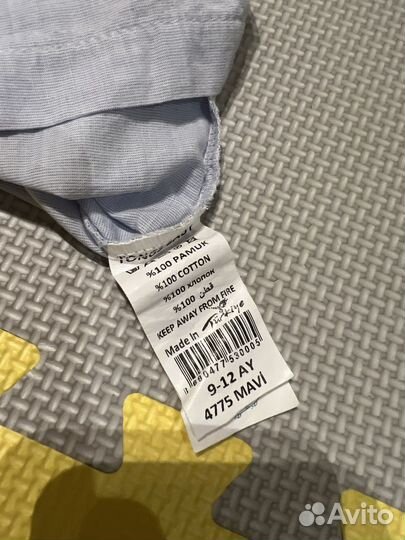 %100 PAMUK
%100 COTTON
%100 хлопок
%100 قطن
KEEP AWAY FROM FIRE
Made in Türkiye
9-12 AY
4775 MAVİ
Avito